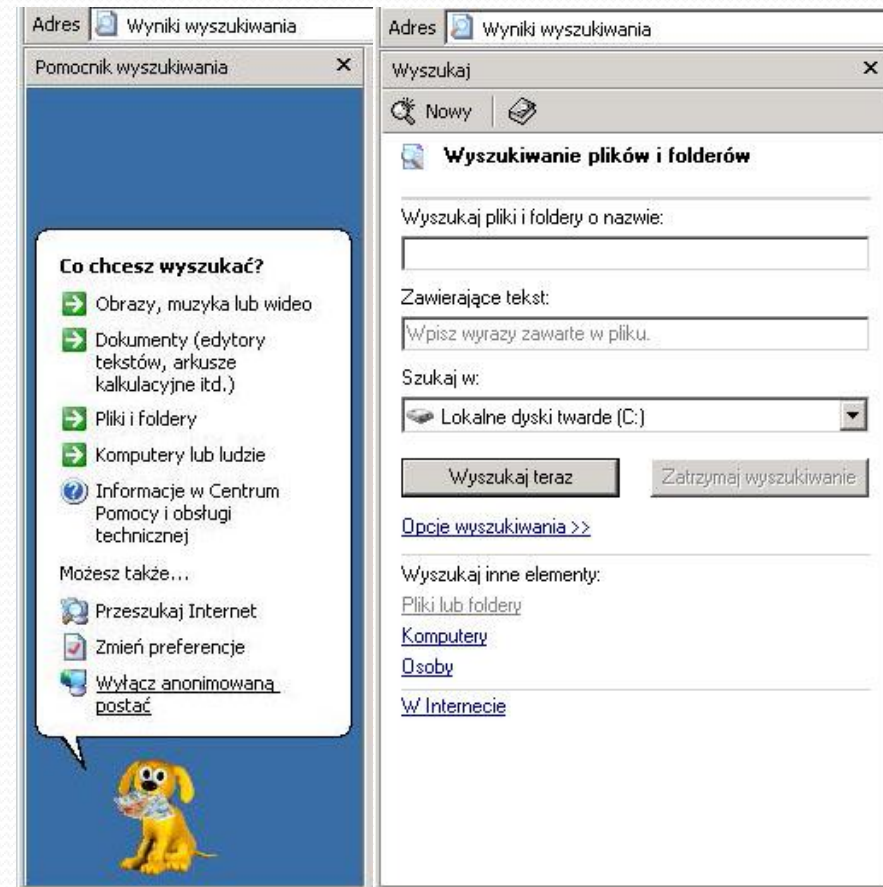 Adres Wyniki wyszukiwania
Pomocnik wyszukiwania
Co chcesz wyszukać?
Obrazy, muzyka lub wideo
Dokumenty (edytory
tekstów, arkusze
kalkulacyjne itd.)
Pliki i foldery
Komputery lub ludzie
Informacje w Centrum
Pomocy i obsługi
technicznej
Możesz także...
Przeszukaj Internet
Zmień preferencje
Wyłącz anonimowaną
postać
Adres Wyniki wyszukiwania
Wyszukaj
Nowy
Wyszukiwanie plików i folderów
Wyszukaj pliki i foldery o nazwie:
Zawierające tekst:
Wpisz wyrazy zawarte w pliku.
Szukaj w:
Lokalne dyski twarde (C:)
Wyszukaj teraz Zatrzymaj wyszukiwanie
Opcje wyszukiwania >>
Wyszukaj inne elementy:
Pliki lub foldery
Komputery
Osoby
W Internecie